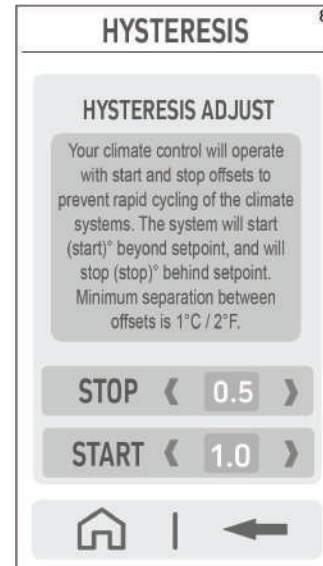 8
HYSTERESIS
HYSTERESIS ADJUST
Your climate control will operate
with start and stop offsets to
prevent rapid cycling of the climate
systems. The system will start
(start)° beyond setpoint, and will
stop (stop)° behind setpoint.
Minimum separation between
offsets is 1°C / 2°F.
STOP 0.5
START 1.0